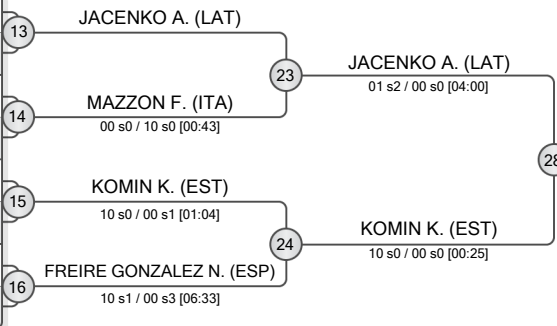 13
JACENKO A. (LAT)
23
JACENKO A. (LAT)
01 s2 / 00 s0 [04:00]
14
MAZZON F. (ITA)
00 s0 / 10 s0 [00:43]
28
15
KOMIN K. (EST)
10 s0 / 00 s1 [01:04]
24
KOMIN K. (EST)
10 s0 / 00 s0 [00:25]
16
FREIRE GONZALEZ N. (ESP)
10 s1 / 00 s3 [06:33]